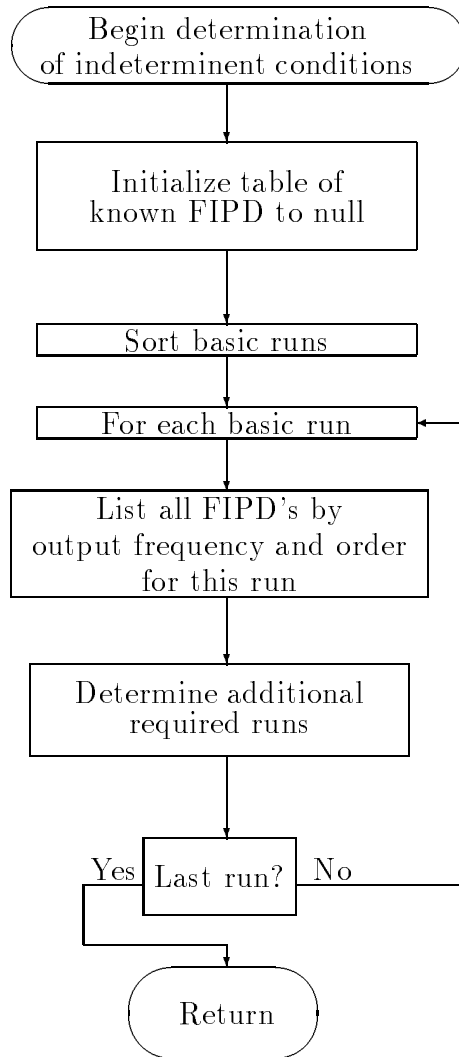 Begin determination
of indeterminent conditions
Initialize table of
known FIPD to null
Sort basic runs
For each basic run
List all FIPD's by
output frequency and order
for this run
Determine additional
required runs
Yes
Last run?
No
Return